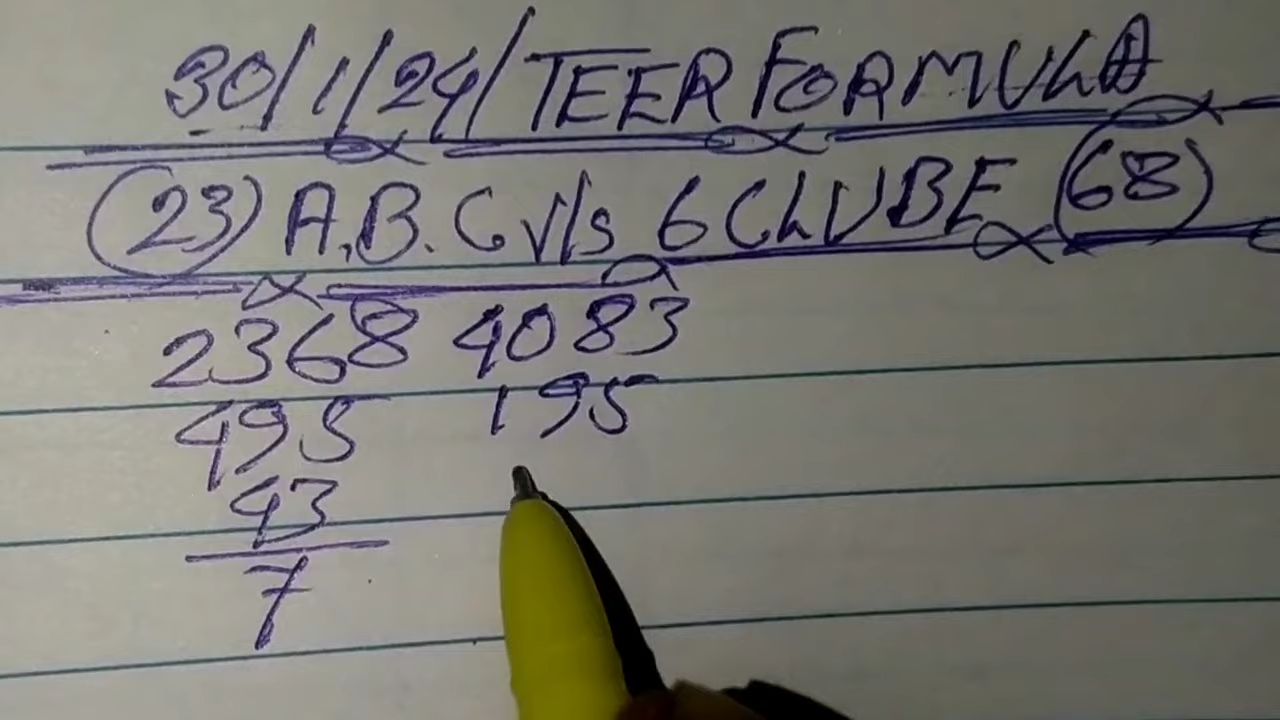 30/1/24/TEER FORMULA
(23) A.B.C v/s 6 CLUBE (68)
2368 4083
495 195
43
7